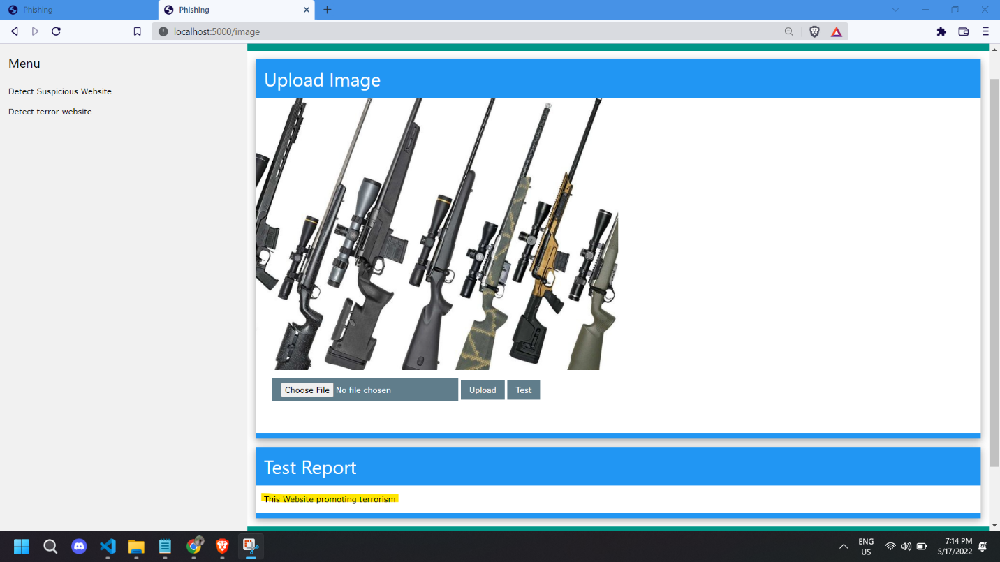 Phishing
Phishing
localhost:5000/image
Menu
Detect Suspicious Website
Detect terror website
Upload Image
Choose File No file chosen
Upload
Test
Test Report
This Website promoting terrorism
ENG
US
7:14 PM
5/17/2022